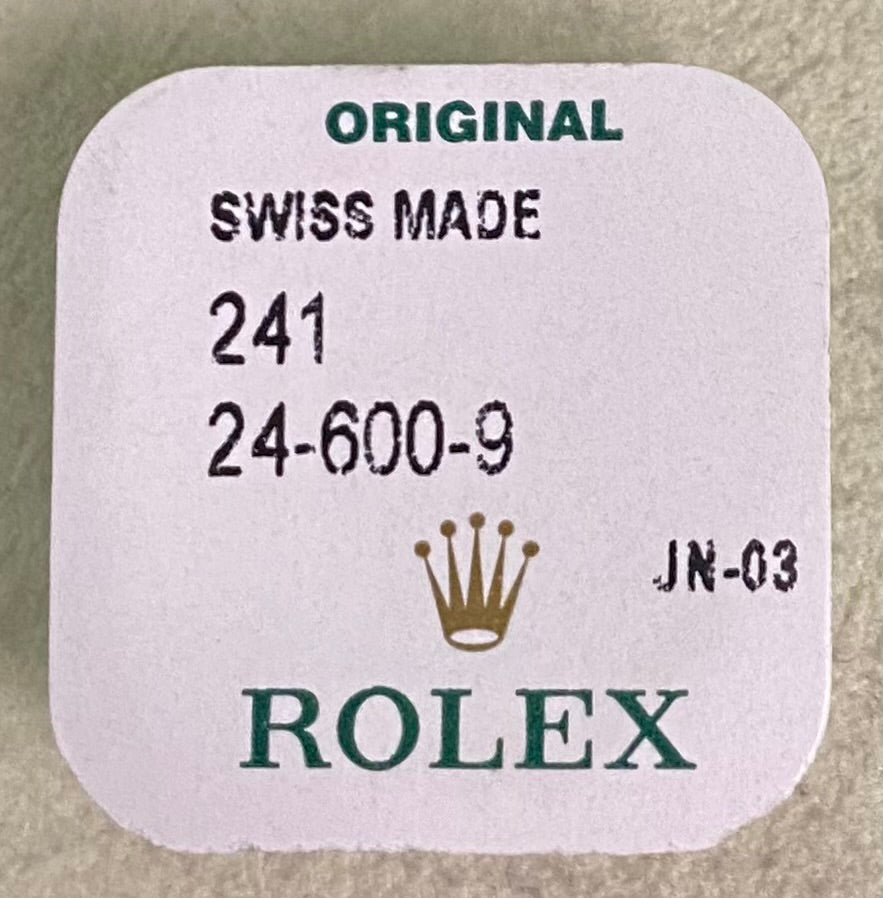 ORIGINAL
SWISS MADE
241
24-600-9
JN-03
ROLEX